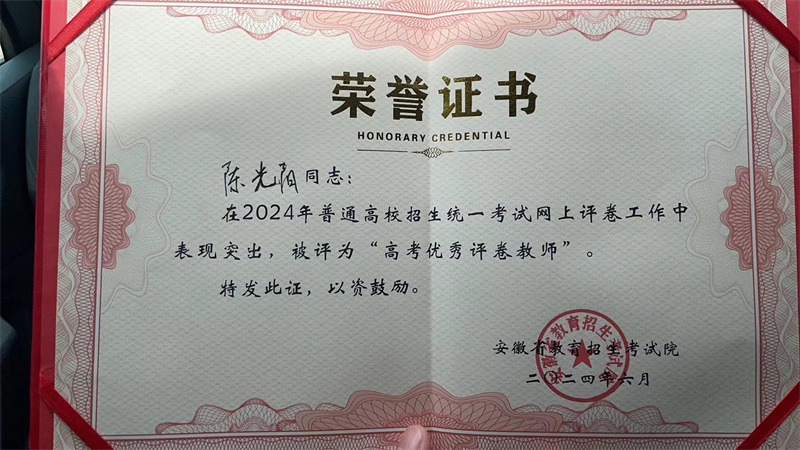 荣誉证书
HONORARY CREDENTIAL
陈光阳同志：
在2024年普通高校招生统一考试网上评卷工作中
表现突出，被评为“高考优秀评卷教师”。
特发此证，以资鼓励。
安徽省教育招生考试院
二〇二四年六月